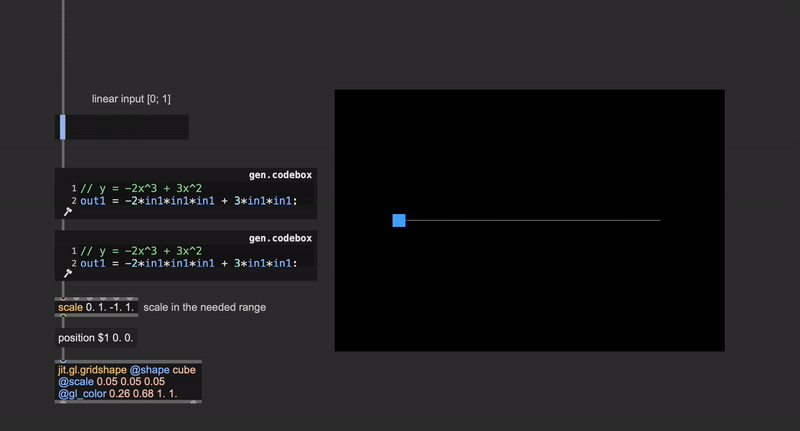 linear input [0; 1]
gen.codebox
1 // y = -2x^3 + 3x^2
2 out1 = -2*in1*in1*in1 + 3*in1*in1;
gen.codebox
1 // y = -2x^3 + 3x^2
2 out1 = -2*in1*in1*in1 + 3*in1*in1;
scale 0. 1. -1. 1. scale in the needed range
position $1 0. 0.
jit.gl.gridshape @shape cube
@scale 0.05 0.05 0.05
@gl_color 0.26 0.68 1. 1.